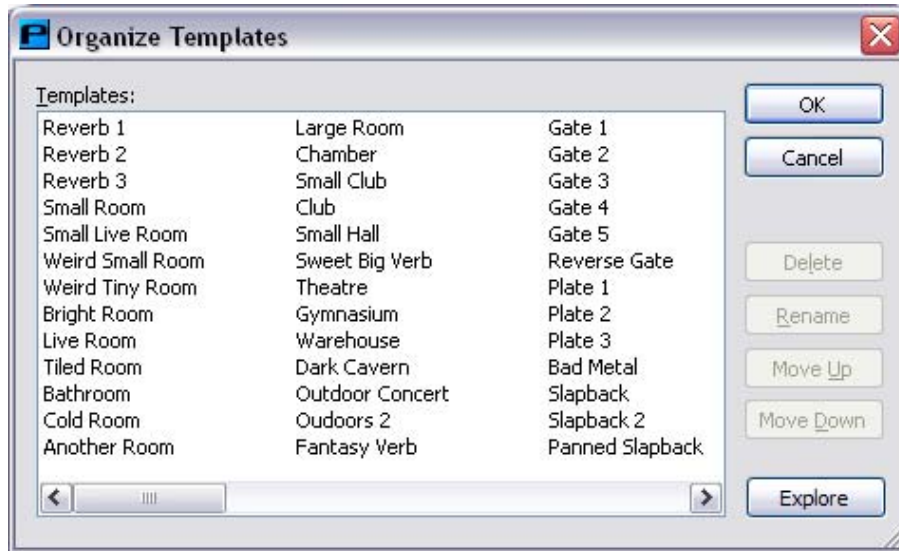 P Organize Templates
Templates:
Reverb 1
Reverb 2
Reverb 3
Small Room
Small Live Room
Weird Small Room
Weird Tiny Room
Bright Room
Live Room
Tiled Room
Bathroom
Cold Room
Another Room
Large Room
Chamber
Small Club
Club
Small Hall
Sweet Big Verb
Theatre
Gymnasium
Warehouse
Dark Cavern
Outdoor Concert
Oudoors 2
Fantasy Verb
Gate 1
Gate 2
Gate 3
Gate 4
Gate 5
Reverse Gate
Plate 1
Plate 2
Plate 3
Bad Metal
Slapback
Slapback 2
Panned Slapback
OK
Cancel
Delete
Rename
Move Up
Move Down
Explore